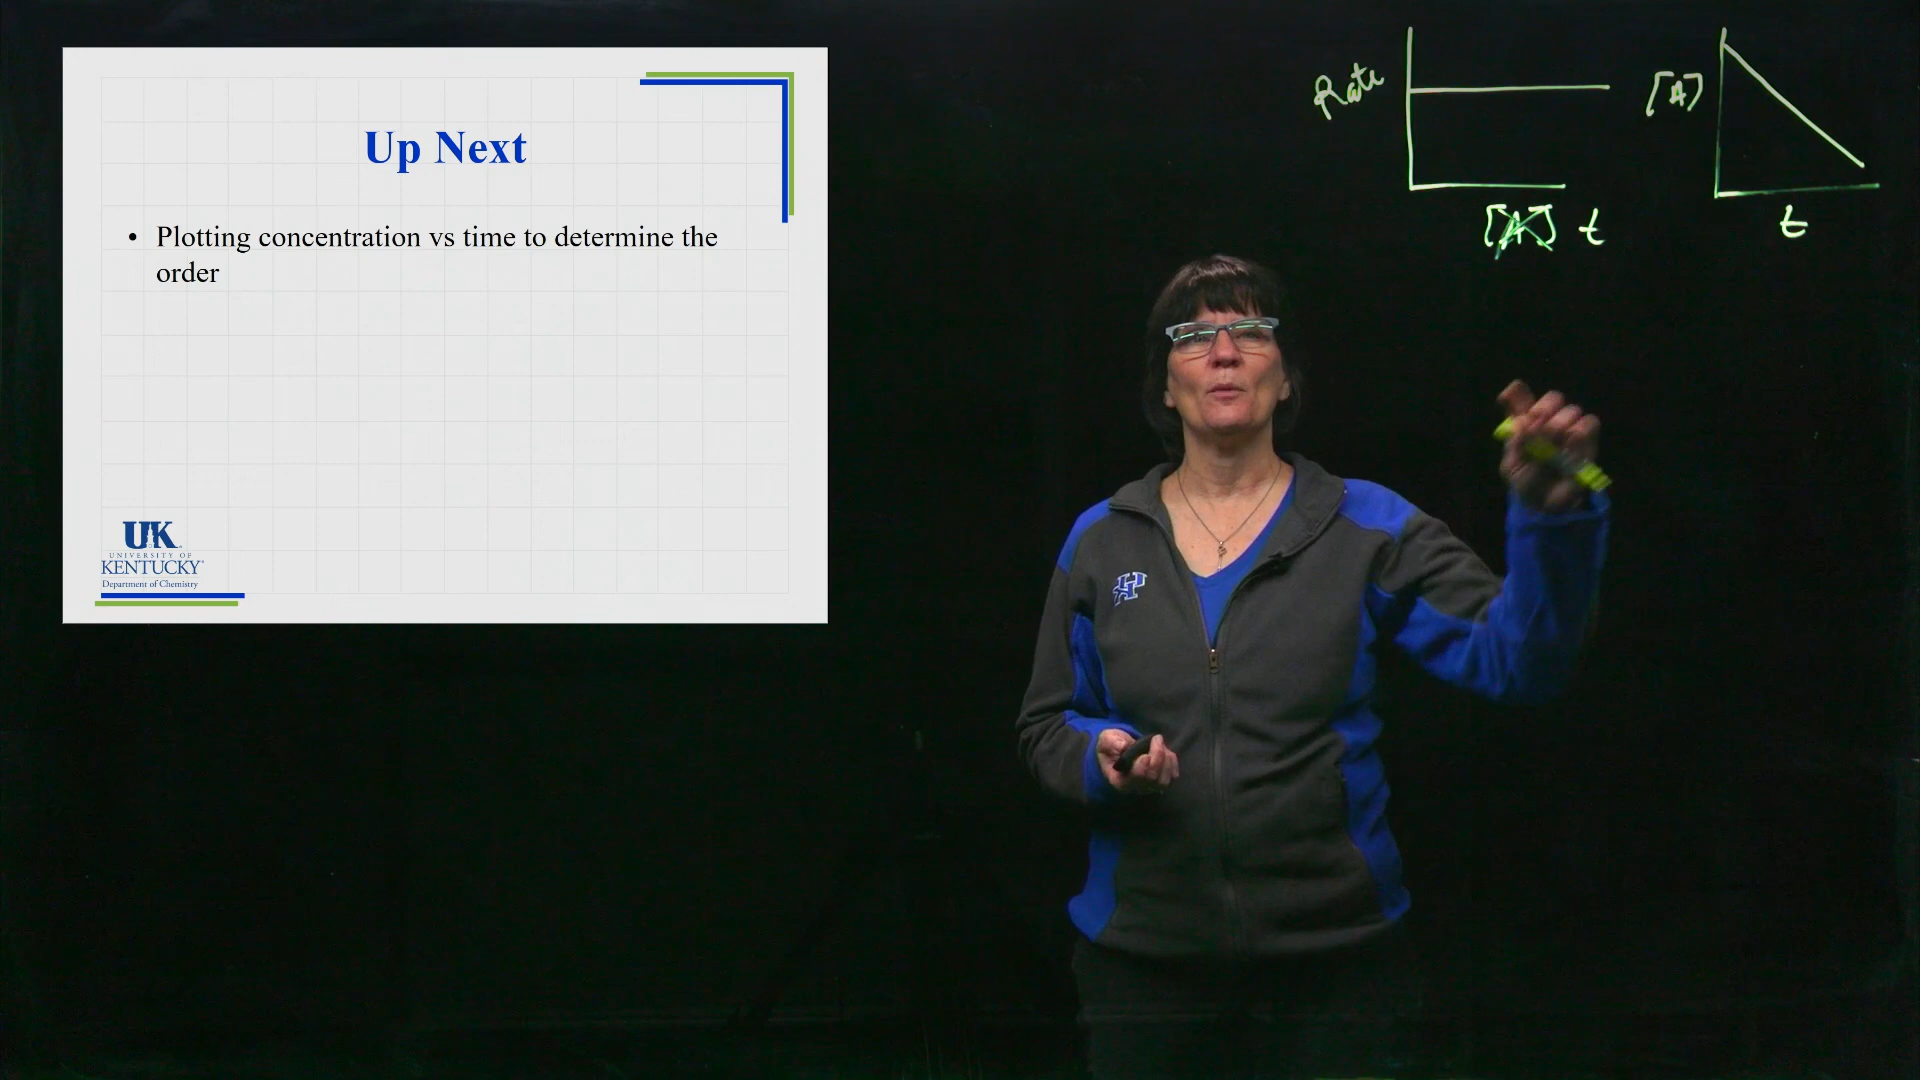 Up Next
• Plotting concentration vs time to determine the
order
UK
UNIVERSITY OF
KENTUCKY
Department of Chemistry
Rate
[A] t
[A]
t